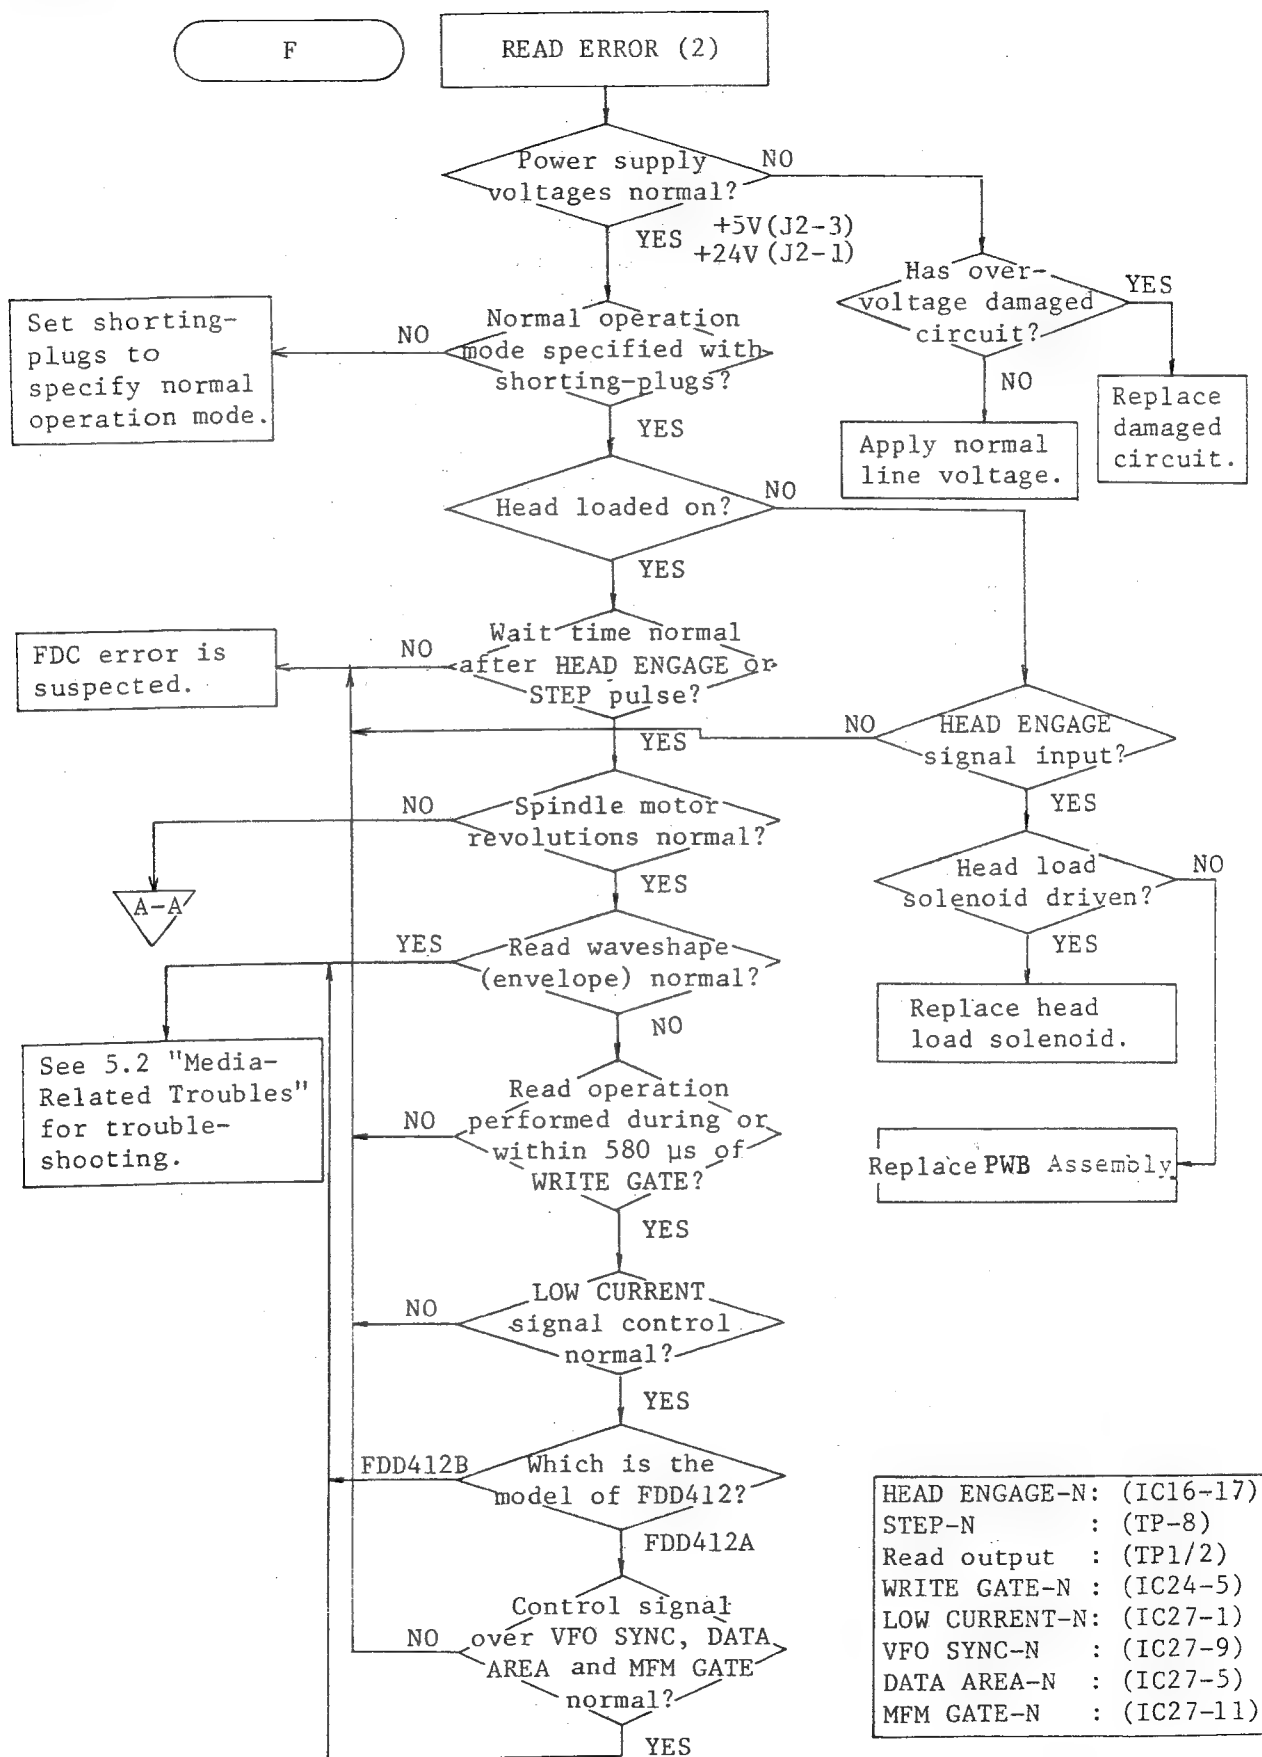 F
READ ERROR (2)
Power supply
voltages normal?
NO
YES
+5V(J2-3)
+24V(J2-1)
Has over-
voltage damaged
circuit?
YES
NO
Replace
damaged
circuit.
Apply normal
line voltage.
Normal operation
mode specified with
shorting-plugs?
NO
Set shorting-
plugs to
specify normal
operation mode.
YES
Head loaded on?
NO
YES
Wait time normal
after HEAD ENGAGE or
STEP pulse?
NO
FDC error is
suspected.
YES
HEAD ENGAGE
signal input?
NO
YES
Spindle motor
revolutions normal?
NO
A-A
YES
Head load
solenoid driven?
NO
YES
Replace head
load solenoid.
Replace PWB Assembly
Read waveshape
(envelope) normal?
YES
See 5.2 "Media-
Related Troubles"
for trouble-
shooting.
NO
Read operation
performed during or
within 580 μs of
WRITE GATE?
NO
YES
LOW CURRENT
signal control
normal?
NO
YES
Which is the
model of FDD412?
FDD412B
FDD412A
Control signal
over VFO SYNC, DATA
AREA and MFM GATE
normal?
NO
YES
HEAD ENGAGE-N: (IC16-17)
STEP-N : (TP-8)
Read output : (TP1/2)
WRITE GATE-N : (IC24-5)
LOW CURRENT-N: (IC27-1)
VFO SYNC-N : (IC27-9)
DATA AREA-N : (IC27-5)
MFM GATE-N : (IC27-11)